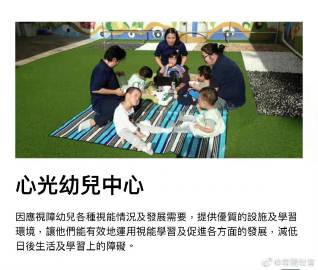 心光幼兒中心
因應視障幼兒各種視能情況及發展需要，提供優質的設施及學習
環境，讓他們能有效地運用視能學習及促進各方面的發展，減低
日後生活及學習上的障礙。